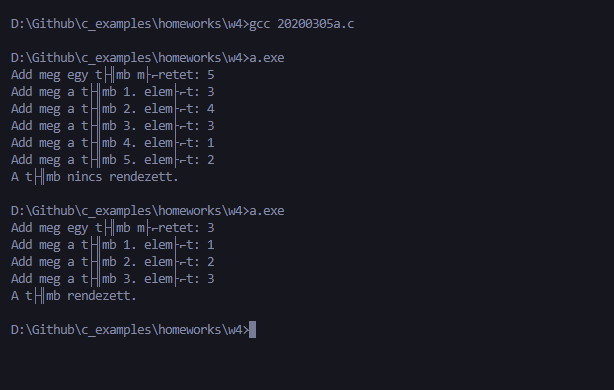 D:\Github\c_examples\homeworks\w4>gcc 20200305a.c
D:\Github\c_examples\homeworks\w4>a.exe
Add meg egy t├╢mb m├⌐retet: 5
Add meg a t├╢mb 1. elem├⌐t: 3
Add meg a t├╢mb 2. elem├⌐t: 4
Add meg a t├╢mb 3. elem├⌐t: 3
Add meg a t├╢mb 4. elem├⌐t: 1
Add meg a t├╢mb 5. elem├⌐t: 2
A t├╢mb nincs rendezett.
D:\Github\c_examples\homeworks\w4>a.exe
Add meg egy t├╢mb m├⌐retet: 3
Add meg a t├╢mb 1. elem├⌐t: 1
Add meg a t├╢mb 2. elem├⌐t: 2
Add meg a t├╢mb 3. elem├⌐t: 3
A t├╢mb rendezett.
D:\Github\c_examples\homeworks\w4>